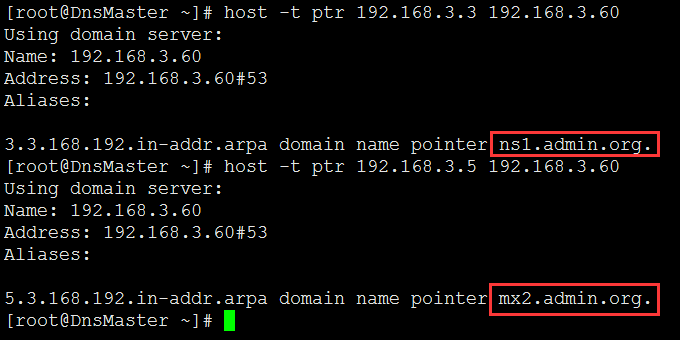 [root@DnsMaster ~]# host -t ptr 192.168.3.3 192.168.3.60
Using domain server:
Name: 192.168.3.60
Address: 192.168.3.60#53
Aliases:

3.3.168.192.in-addr.arpa domain name pointer ns1.admin.org.
[root@DnsMaster ~]# host -t ptr 192.168.3.5 192.168.3.60
Using domain server:
Name: 192.168.3.60
Address: 192.168.3.60#53
Aliases:

5.3.168.192.in-addr.arpa domain name pointer mx2.admin.org.
[root@DnsMaster ~]#